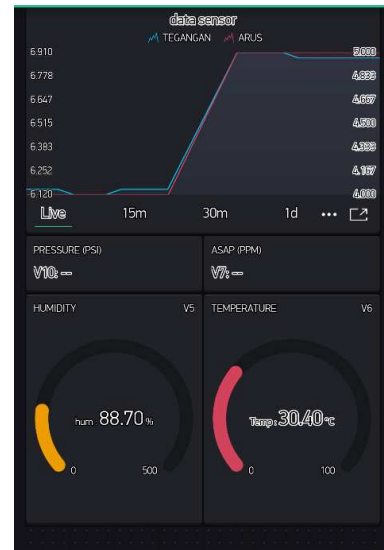 data sensor
TEGANGAN ARUS
6.910 5.000
6.778 4.833
6.647 4.667
6.515 4.500
6.383 4.333
6.252 4.167
6.120 4.000
Live 15m 30m 1d
PRESSURE (PSI) ASAP (PPM)
V10: -- V7: --
HUMIDITY V5 TEMPERATURE V6
hum : 88.70 % Temp : 30.40 °C
0 500 0 100